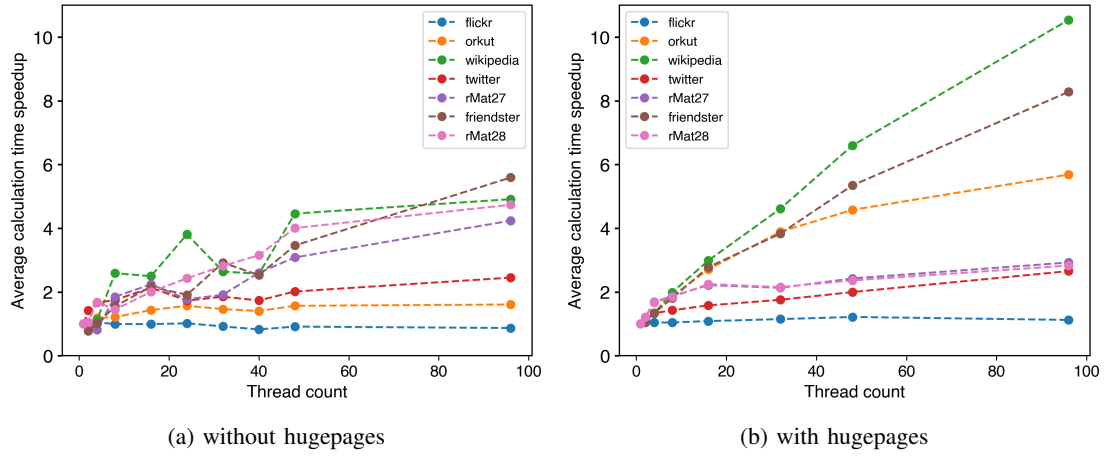 Average calculation time speedup
10
8
6
4
2
0
0 20 40 60 80 100
Thread count
flickr
orkut
wikipedia
twitter
rMat27
friendster
rMat28
(a) without hugepages
Average calculation time speedup
10
8
6
4
2
0
0 20 40 60 80 100
Thread count
flickr
orkut
wikipedia
twitter
rMat27
friendster
rMat28
(b) with hugepages